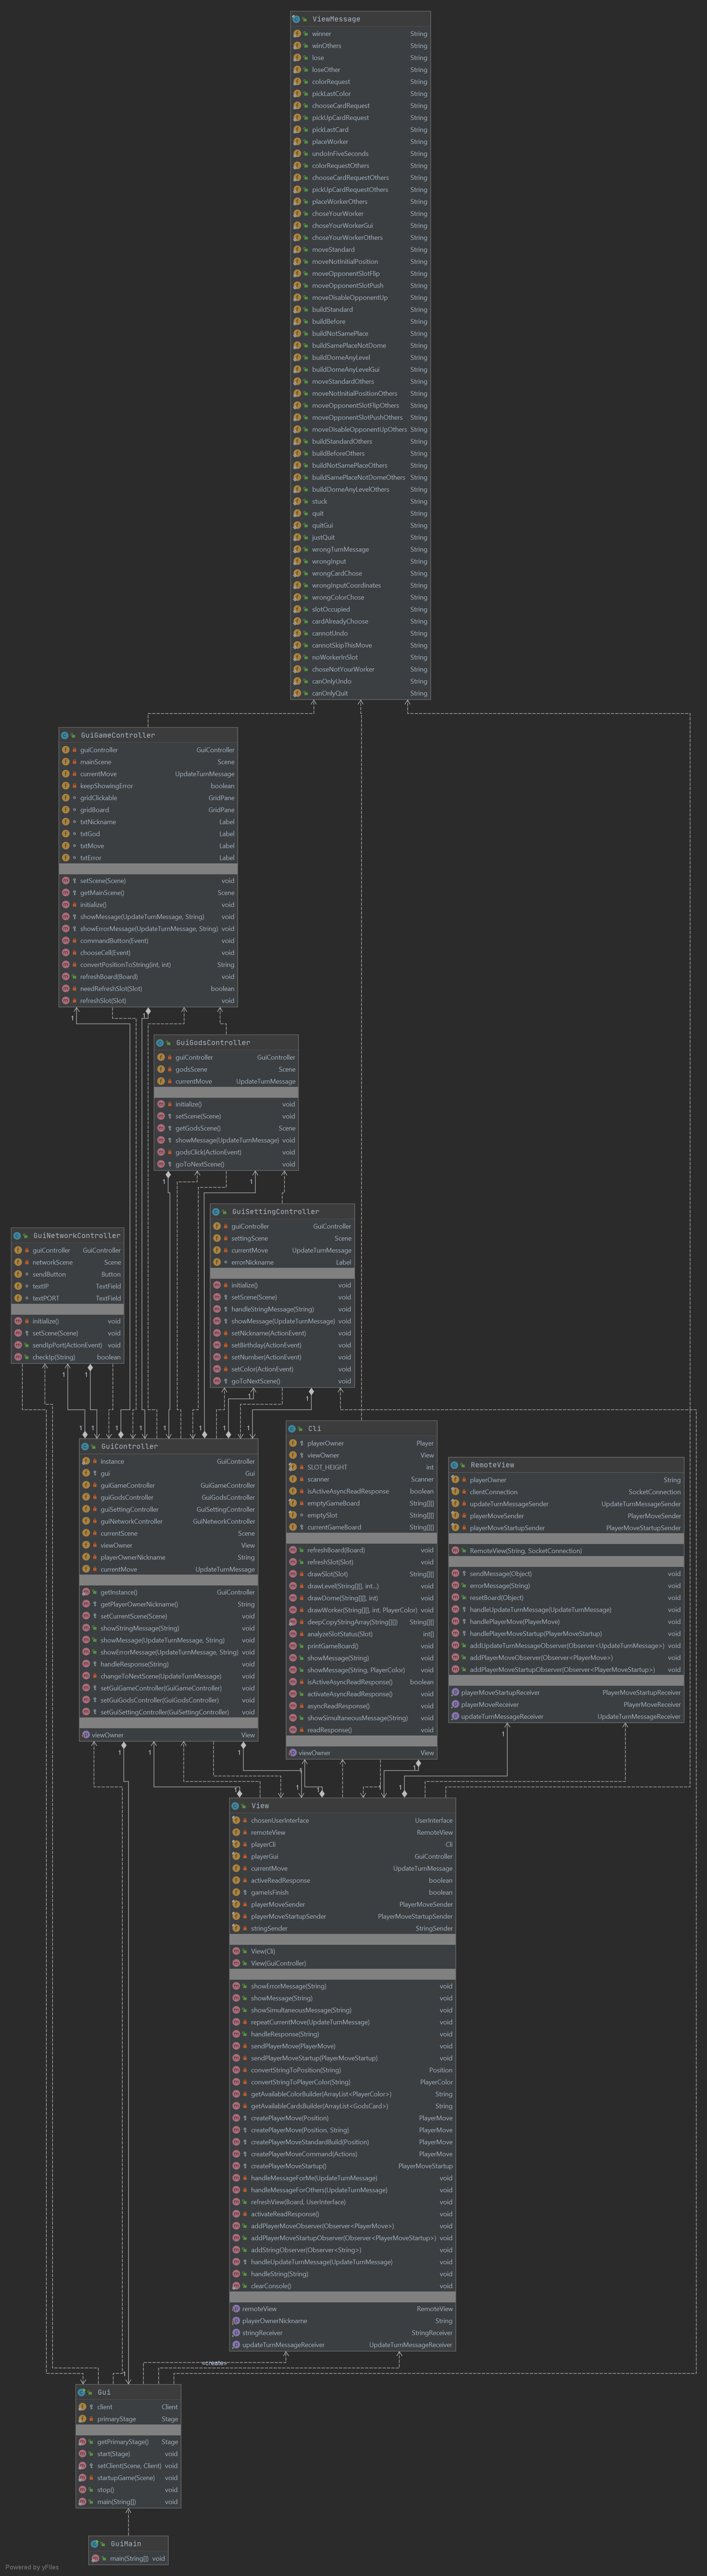 ViewMessage
winner String
winOthers String
lose String
loseOther String
colorRequest String
pickLastColor String
chooseCardRequest String
pickUpCardRequest String
pickLastCard String
placeWorker String
undoInFiveSeconds String
colorRequestOthers String
chooseCardRequestOthers String
pickUpCardRequestOthers String
placeWorkerOthers String
choseYourWorker String
choseYourWorkerGui String
choseYourWorkerOthers String
moveStandard String
moveNotInitialPosition String
moveOpponentSlotFlip String
moveOpponentSlotPush String
moveDisableOpponentUp String
buildStandard String
buildBefore String
buildNotSamePlace String
buildSamePlaceNotDome String
buildDomeAnyLevel String
buildDomeAnyLevelGui String
moveStandardOthers String
moveNotInitialPositionOthers String
moveOpponentSlotFlipOthers String
moveOpponentSlotPushOthers String
moveDisableOpponentUpOthers String
buildStandardOthers String
buildBeforeOthers String
buildNotSamePlaceOthers String
buildSamePlaceNotDomeOthers String
buildDomeAnyLevelOthers String
stuck String
quit String
quitGui String
justQuit String
wrongTurnMessage String
wrongInput String
wrongCardChose String
wrongInputCoordinates String
wrongColorChose String
slotOccupied String
cardAlreadyChoose String
cannotUndo String
cannotSkipThisMove String
noWorkerInSlot String
choseNotYourWorker String
canOnlyUndo String
canOnlyQuit String
GuiGameController
guiController GuiController
mainScene Scene
currentMove UpdateTurnMessage
keepShowingError boolean
gridClickable GridPane
gridBoard GridPane
txtNickname Label
txtGod Label
txtMove Label
txtError Label
setScene(Scene) void
getMainScene() Scene
initialize() void
showMessage(UpdateTurnMessage, String) void
showErrorMessage(UpdateTurnMessage, String) void
commandButton(Event) void
chooseCell(Event) void
convertPositionToString(int, int) String
refreshBoard(Board) void
needRefreshSlot(Slot) boolean
refreshSlot(Slot) void
1 1
GuiGodsController
guiController GuiController
godsScene Scene
currentMove UpdateTurnMessage
initialize() void
setScene(Scene) void
getGodsScene() Scene
showMessage(UpdateTurnMessage) void
godsClick(ActionEvent) void
goToNextScene() void
1 1
GuiSettingController
guiController GuiController
settingScene Scene
currentMove UpdateTurnMessage
errorNickname Label
initialize() void
setScene(Scene) void
handleStringMessage(String) void
showMessage(UpdateTurnMessage) void
setNickname(ActionEvent) void
setBirthday(ActionEvent) void
setNumber(ActionEvent) void
setColor(ActionEvent) void
goToNextScene() void
GuiNetworkController
guiController GuiController
networkScene Scene
sendButton Button
textIP TextField
textPORT TextField
initialize() void
setScene(Scene) void
sendIpPort(ActionEvent) void
checkIp(String) boolean
1 1 1 1
1 1 1 1
GuiController
instance GuiController
gui Gui
guiGameController GuiGameController
guiGodsController GuiGodsController
guiSettingController GuiSettingController
guiNetworkController GuiNetworkController
currentScene Scene
viewOwner View
playerOwnerNickname String
currentMove UpdateTurnMessage
getInstance() GuiController
getPlayerOwnerNickname() String
setCurrentScene(Scene) void
showStringMessage(String) void
showMessage(UpdateTurnMessage, String) void
showErrorMessage(UpdateTurnMessage, String) void
handleResponse(String) void
changeToNextScene(UpdateTurnMessage) void
setGuiGameController(GuiGameController) void
setGuiGodsController(GuiGodsController) void
setGuiSettingController(GuiSettingController) void
viewOwner View
Cli
playerOwner Player
viewOwner View
SLOT_HEIGHT int
scanner Scanner
isActiveAsyncReadResponse boolean
emptyGameBoard String[][]
emptySlot String[][]
currentGameBoard String[][]
refreshBoard(Board) void
refreshSlot(Slot) void
drawSlot(Slot) String[][]
drawLevel(String[][], int...) void
drawDome(String[][], int) void
drawWorker(String[][], int, PlayerColor) void
deepCopyStringArray(String[][]) String[][]
analyzeSlotStatus(Slot) int[]
printGameBoard() void
showMessage(String) void
showMessage(String, PlayerColor) void
isActiveAsyncReadResponse() boolean
activateAsyncReadResponse() void
asyncReadResponse() void
showSimultaneousMessage(String) void
readResponse() void
viewOwner View
RemoteView
playerOwner String
clientConnection SocketConnection
updateTurnMessageSender UpdateTurnMessageSender
playerMoveSender PlayerMoveSender
playerMoveStartupSender PlayerMoveStartupSender
RemoteView(String, SocketConnection)
sendMessage(Object) void
errorMessage(String) void
resetBoard(Object) void
handleUpdateTurnMessage(UpdateTurnMessage) void
handlePlayerMove(PlayerMove) void
handlePlayerMoveStartup(PlayerMoveStartup) void
addUpdateTurnMessageObserver(Observer<UpdateTurnMessage>) void
addPlayerMoveObserver(Observer<PlayerMove>) void
addPlayerMoveStartupObserver(Observer<PlayerMoveStartup>) void
playerMoveStartupReceiver PlayerMoveStartupReceiver
playerMoveReceiver PlayerMoveReceiver
updateTurnMessageReceiver UpdateTurnMessageReceiver
1 1 1 1
View
chosenUserInterface UserInterface
remoteView RemoteView
playerCli Cli
playerGui GuiController
currentMove UpdateTurnMessage
activeReadResponse boolean
gameIsFinish boolean
playerMoveSender PlayerMoveSender
playerMoveStartupSender PlayerMoveStartupSender
stringSender StringSender
View(Cli)
View(GuiController)
showErrorMessage(String) void
showMessage(String) void
showSimultaneousMessage(String) void
repeatCurrentMove(UpdateTurnMessage) void
handleResponse(String) void
sendPlayerMove(PlayerMove) void
sendPlayerMoveStartup(PlayerMoveStartup) void
convertStringToPosition(String) Position
convertStringToPlayerColor(String) PlayerColor
getAvailableColorBuilder(ArrayList<PlayerColor>) String
getAvailableCardsBuilder(ArrayList<GodsCard>) String
createPlayerMove(Position) PlayerMove
createPlayerMove(Position, String) PlayerMove
createPlayerMoveStandardBuild(Position) PlayerMove
createPlayerMoveCommand(Actions) PlayerMove
createPlayerMoveStartup() PlayerMoveStartup
handleMessageForMe(UpdateTurnMessage) void
handleMessageForOthers(UpdateTurnMessage) void
refreshView(Board, UserInterface) void
activateReadResponse() void
addPlayerMoveObserver(Observer<PlayerMove>) void
addPlayerMoveStartupObserver(Observer<PlayerMoveStartup>) void
addStringObserver(Observer<String>) void
handleUpdateTurnMessage(UpdateTurnMessage) void
handleString(String) void
clearConsole() void
remoteView RemoteView
playerOwnerNickname String
stringReceiver StringReceiver
updateTurnMessageReceiver UpdateTurnMessageReceiver
«create»
Gui
client Client
primaryStage Stage
getPrimaryStage() Stage
start(Stage) void
setClient(Scene, Client) void
startupGame(Scene) void
stop() void
main(String[]) void
GuiMain
main(String[]) void
Powered by yFiles